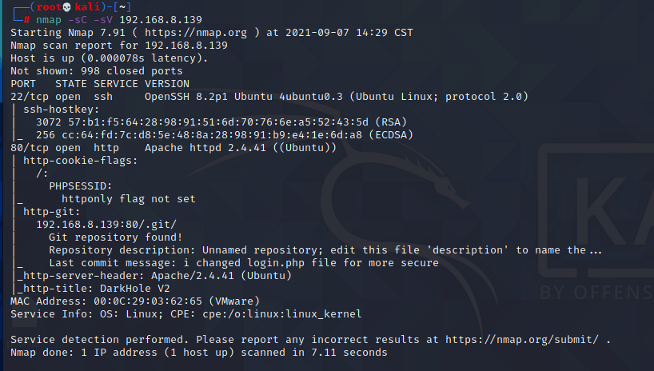 ┌──(root💀kali)-[~]
└─# nmap -sC -sV 192.168.8.139
Starting Nmap 7.91 ( https://nmap.org ) at 2021-09-07 14:29 CST
Nmap scan report for 192.168.8.139
Host is up (0.000078s latency).
Not shown: 998 closed ports
PORT   STATE SERVICE VERSION
22/tcp open  ssh     OpenSSH 8.2p1 Ubuntu 4ubuntu0.3 (Ubuntu Linux; protocol 2.0)
| ssh-hostkey:
|   3072 57:b1:f5:64:28:98:91:51:6d:70:76:6e:a5:52:43:5d (RSA)
|_  256 cc:64:fd:7c:d8:5e:48:8a:28:98:91:b9:e4:1e:6d:a8 (ECDSA)
80/tcp open  http    Apache httpd 2.4.41 ((Ubuntu))
| http-cookie-flags:
|   /:
|     PHPSESSID:
|_      httponly flag not set
| http-git:
|   192.168.8.139:80/.git/
|     Git repository found!
|     Repository description: Unnamed repository; edit this file 'description' to name the...
|_    Last commit message: i changed login.php file for more secure
|_http-server-header: Apache/2.4.41 (Ubuntu)
|_http-title: DarkHole V2
MAC Address: 00:0C:29:03:62:65 (VMware)
Service Info: OS: Linux; CPE: cpe:/o:linux:linux_kernel
Service detection performed. Please report any incorrect results at https://nmap.org/submit/ .
Nmap done: 1 IP address (1 host up) scanned in 7.11 seconds
KA
BY OFFENS